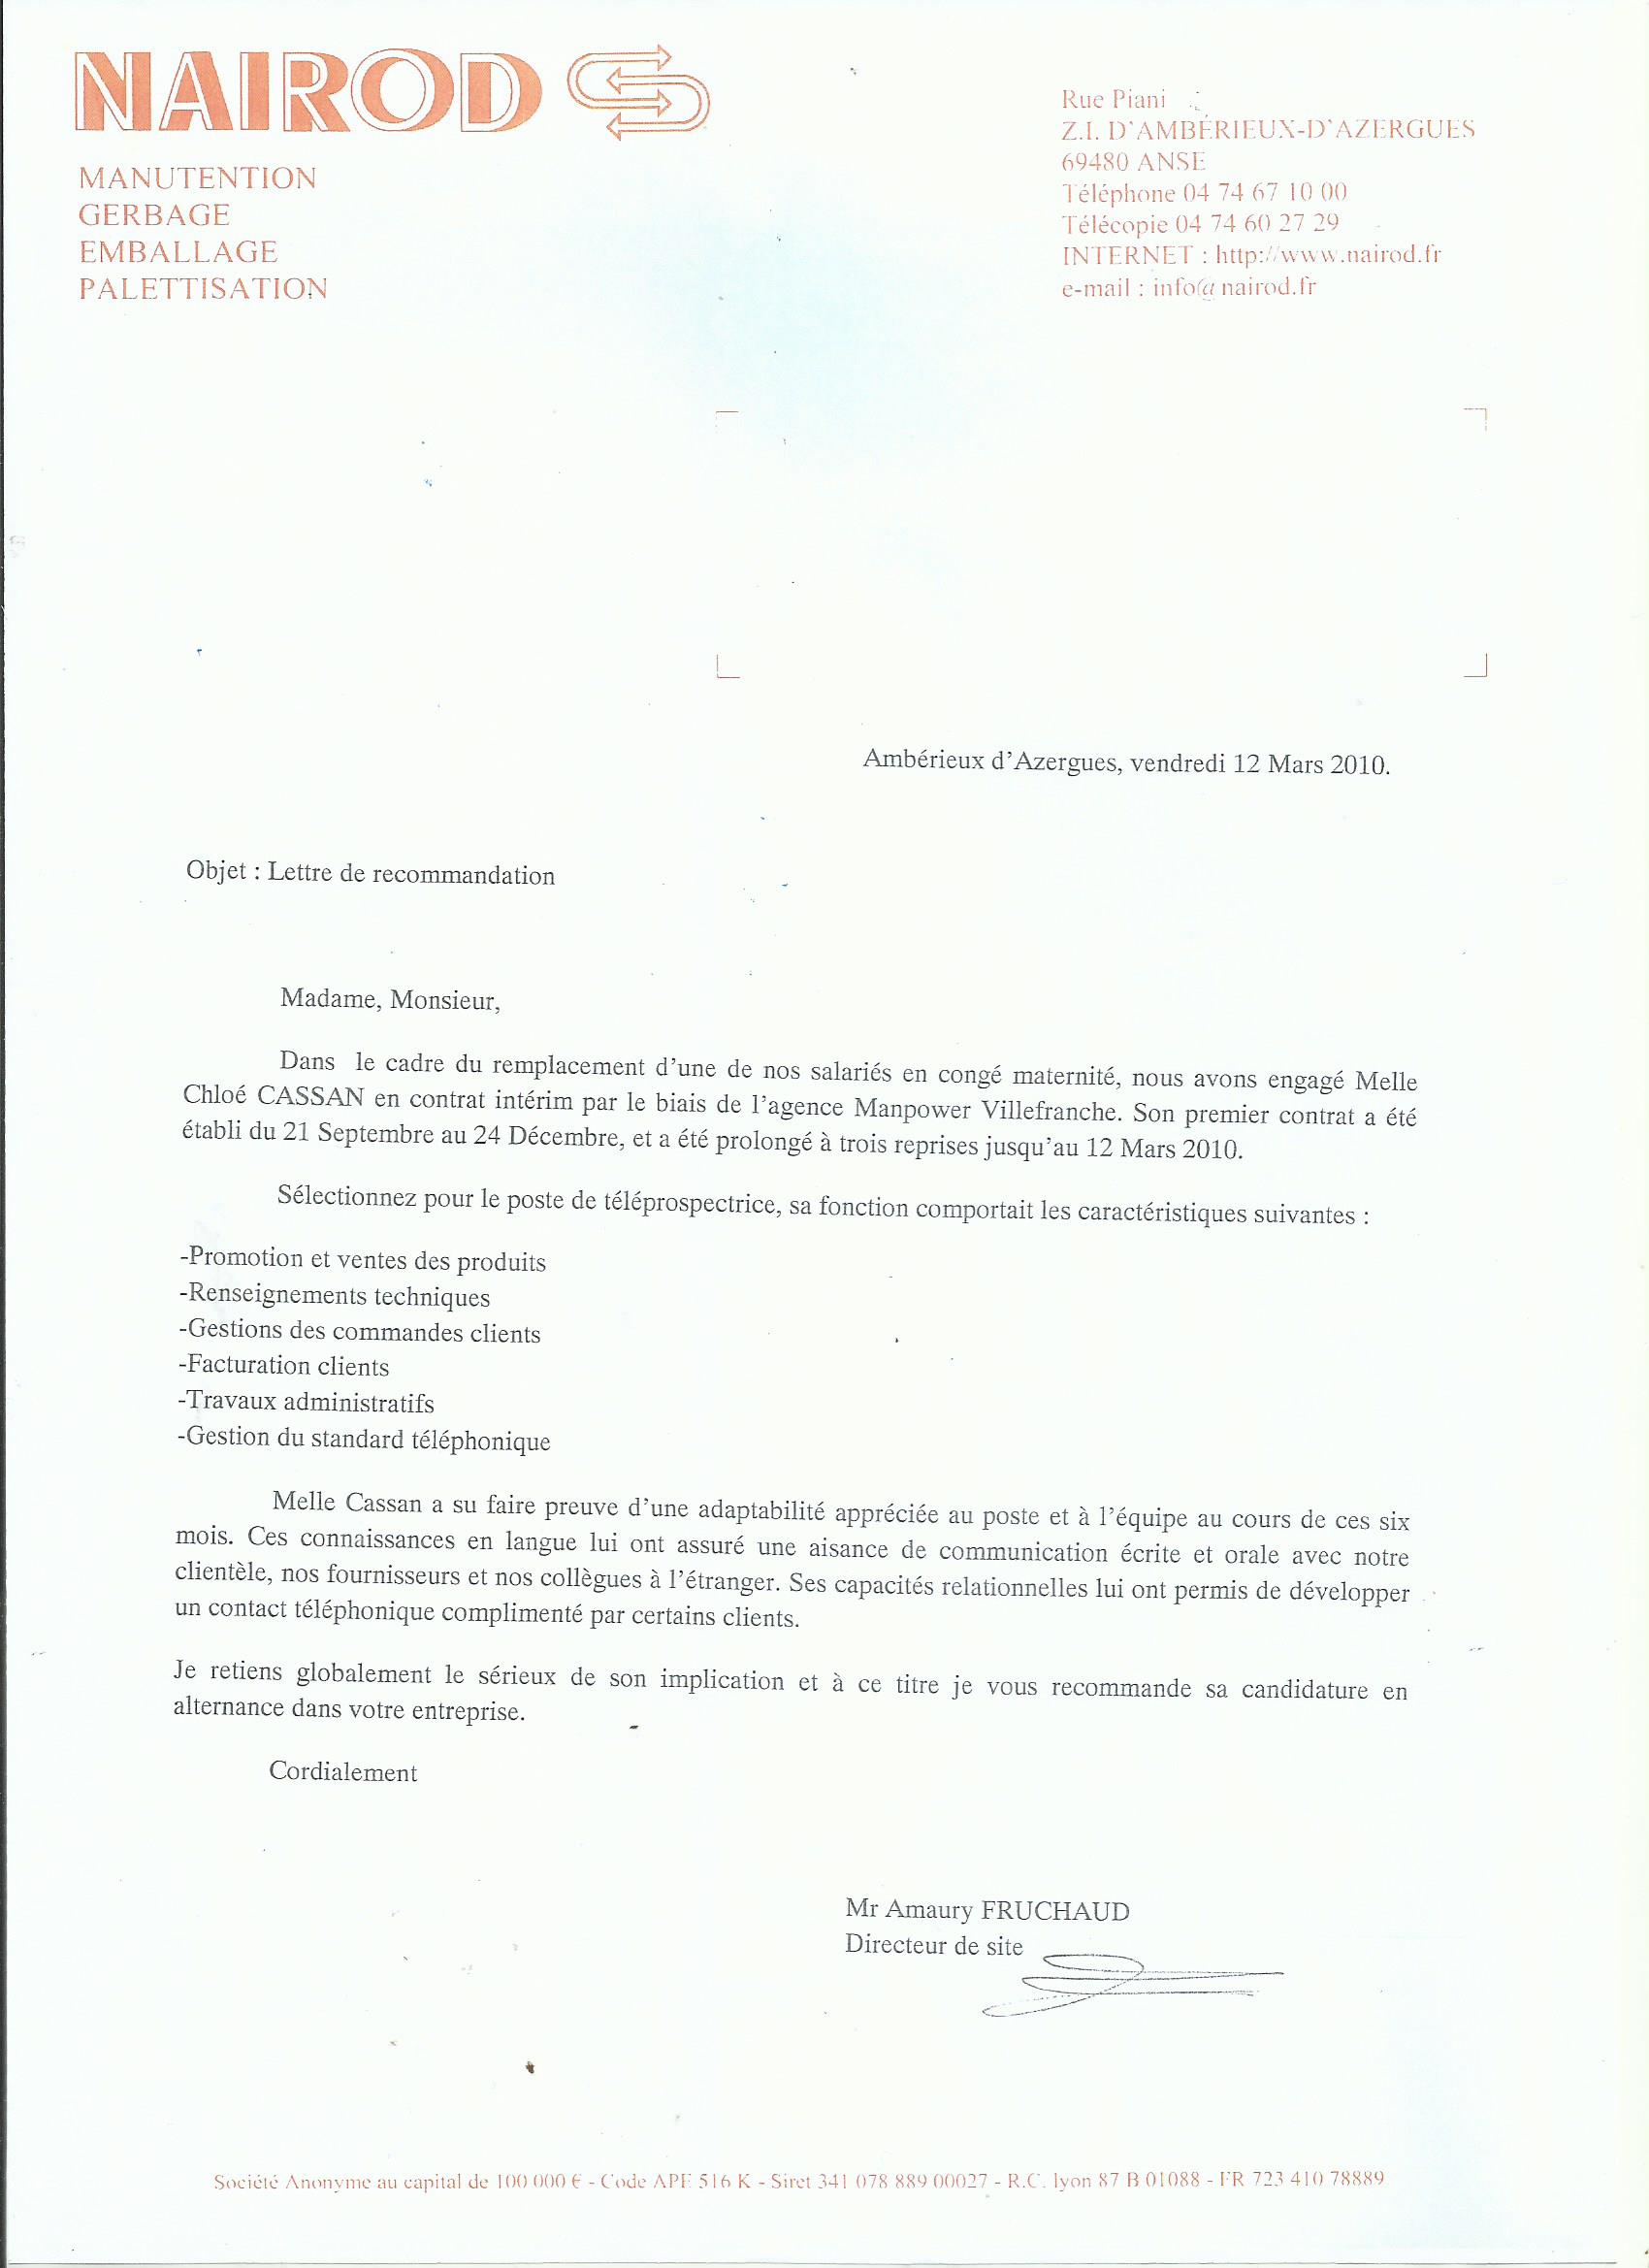 NAIROD
MANUTENTION
GERBAGE
EMBALLAGE
PALETTISATION
Rue Piani
Z.I. D'AMBÉRIEUX-D'AZERGUES
69480 ANSE
Téléphone 04 74 67 10 00
Télécopie 04 74 60 27 29
INTERNET : http://www.nairod.fr
e-mail : info@nairod.fr
Ambérieux d'Azergues, vendredi 12 Mars 2010.
Objet : Lettre de recommandation
Madame, Monsieur,
Dans le cadre du remplacement d'une de nos salariés en congé maternité, nous avons engagé Melle
Chloé CASSAN en contrat intérim par le biais de l'agence Manpower Villefranche. Son premier contrat a été
établi du 21 Septembre au 24 Décembre, et a été prolongé à trois reprises jusqu'au 12 Mars 2010.
Sélectionnez pour le poste de téléprospectrice, sa fonction comportait les caractéristiques suivantes :
-Promotion et ventes des produits
-Renseignements techniques
-Gestions des commandes clients
-Facturation clients
-Travaux administratifs
-Gestion du standard téléphonique
Melle Cassan a su faire preuve d'une adaptabilité appréciée au poste et à l'équipe au cours de ces six
mois. Ces connaissances en langue lui ont assuré une aisance de communication écrite et orale avec notre
clientèle, nos fournisseurs et nos collègues à l'étranger. Ses capacités relationnelles lui ont permis de développer
un contact téléphonique complimenté par certains clients.
Je retiens globalement le sérieux de son implication et à ce titre je vous recommande sa candidature en
alternance dans votre entreprise.
Cordialement
Mr Amaury FRUCHAUD
Directeur de site
Société Anonyme au capital de 100 000 € - Code APE 516 K - Siret 341 078 889 00027 - R.C. lyon 87 B 01088 - FR 723 410 78889